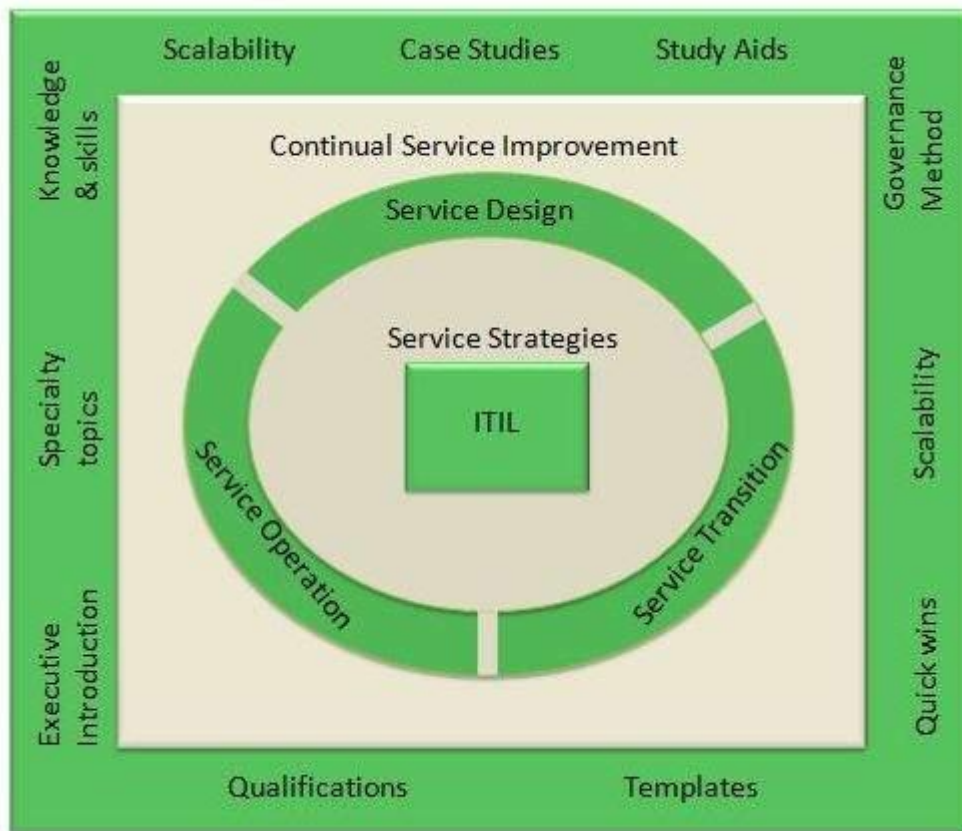 Scalability
Case Studies
Study Aids
Knowledge
& skills
Governance
Method
Continual Service Improvement
Service Design
Service Strategies
ITIL
Specialty
topics
Scalability
Service Operation
Service Transition
Executive
Introduction
Quick wins
Qualifications
Templates